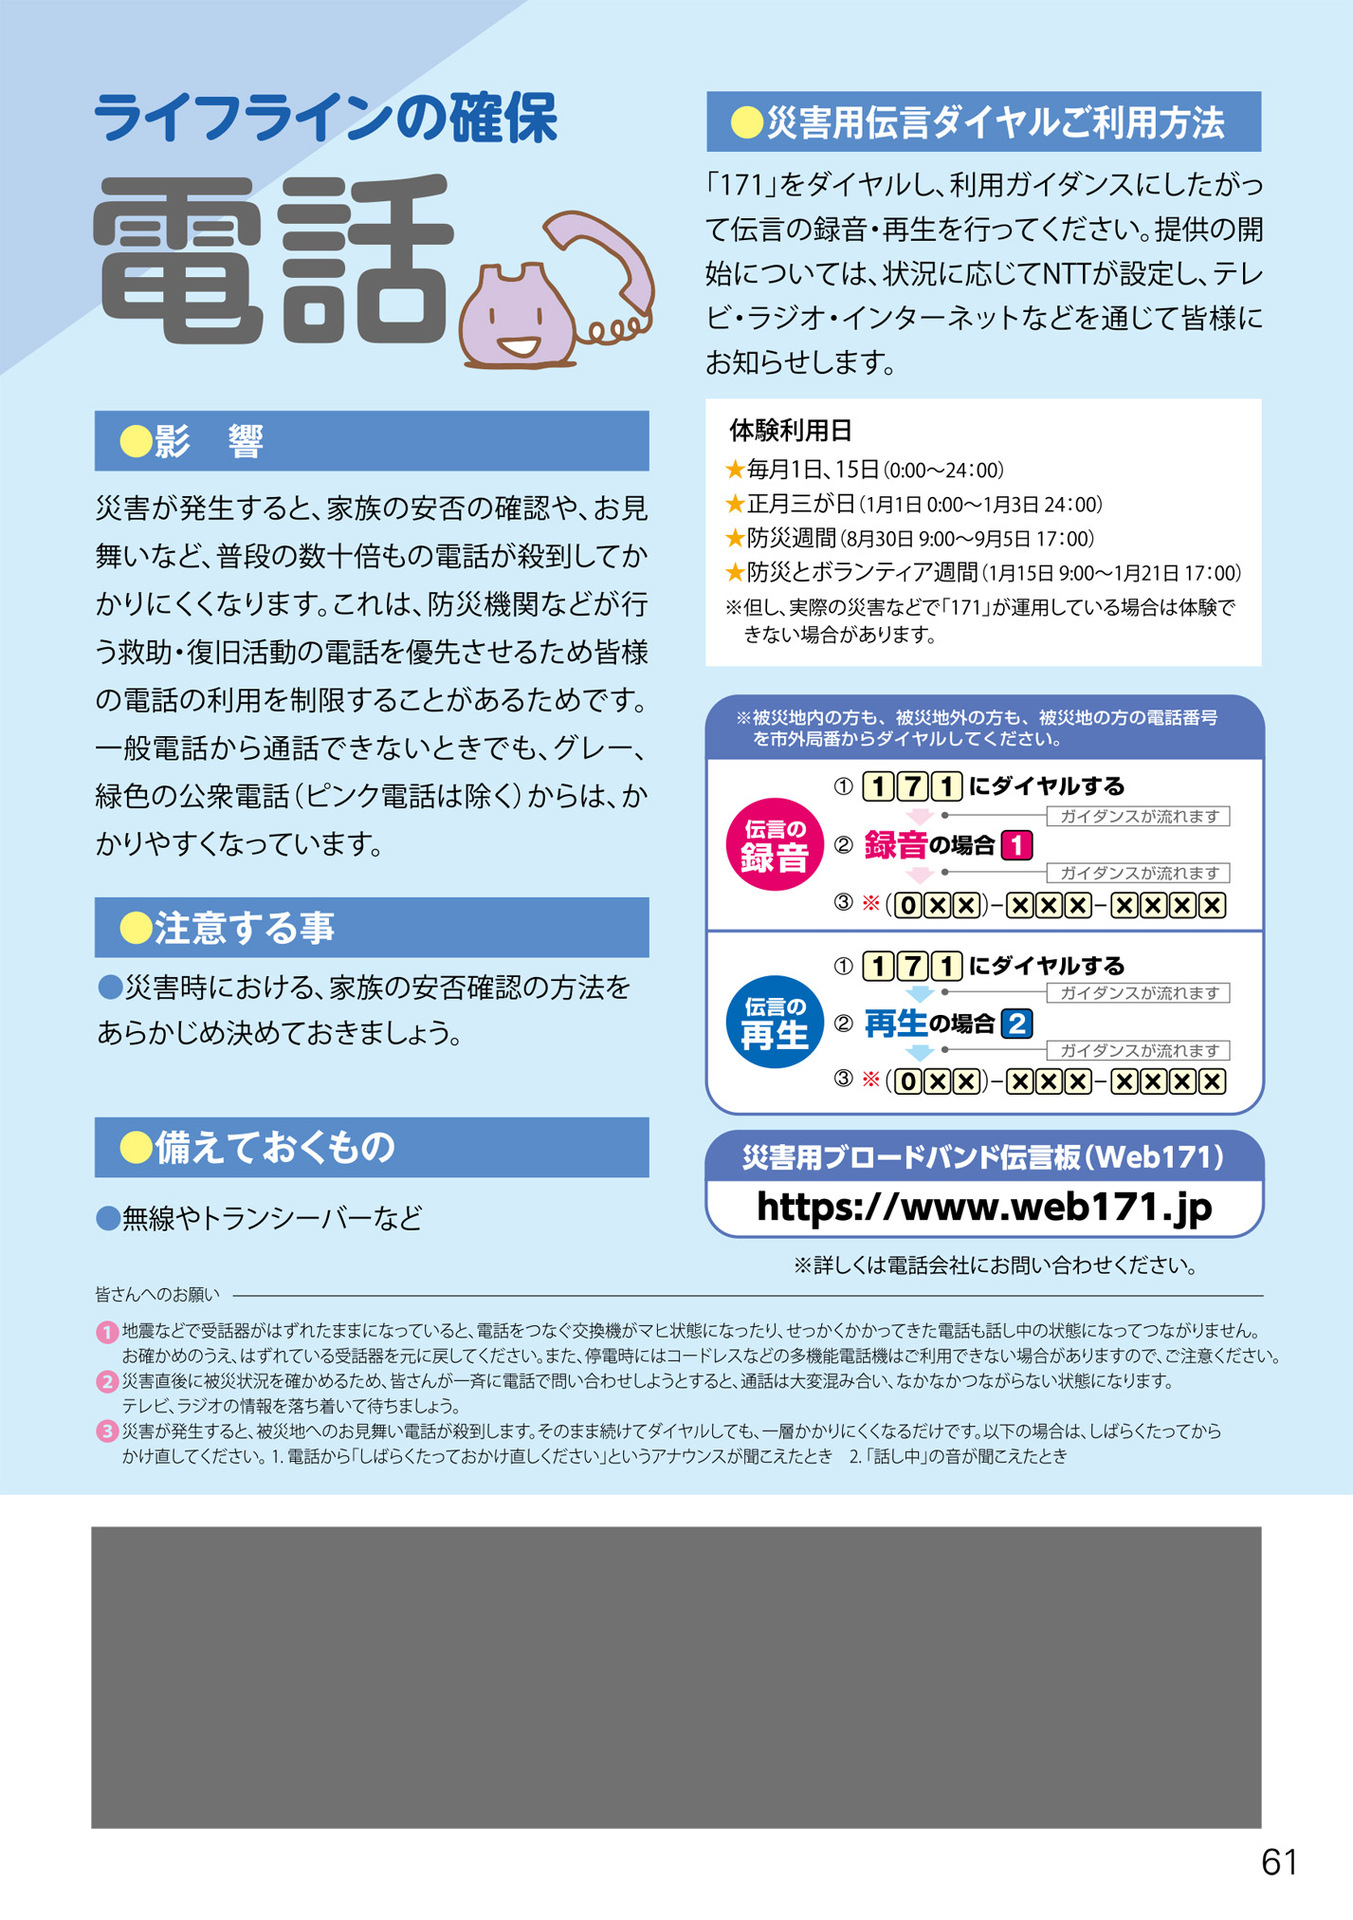 ライフラインの確保
電話
●影　響
災害が発生すると、家族の安否の確認や、お見
舞いなど、普段の数十倍もの電話が殺到してか
かりにくくなります。これは、防災機関などが行
う救助・復旧活動の電話を優先させるため皆様
の電話の利用を制限することがあるためです。
一般電話から通話できないときでも、グレー、
緑色の公衆電話（ピンク電話は除く）からは、か
かりやすくなっています。
●注意する事
●災害時における、家族の安否確認の方法を
あらかじめ決めておきましょう。
●備えておくもの
●無線やトランシーバーなど
●災害用伝言ダイヤルご利用方法
「171」をダイヤルし、利用ガイダンスにしたがっ
て伝言の録音・再生を行ってください。提供の開
始については、状況に応じてNTTが設定し、テレ
ビ・ラジオ・インターネットなどを通じて皆様に
お知らせします。
体験利用日
★毎月1日、15日（0:00～24：00）
★正月三が日（1月1日 0:00～1月3日 24：00）
★防災週間（8月30日 9:00～9月5日 17：00）
★防災とボランティア週間（1月15日 9:00～1月21日 17：00）
※但し、実際の災害などで「171」が運用している場合は体験で
きない場合があります。
※被災地内の方も、被災地外の方も、被災地の方の電話番号
を市外局番からダイヤルしてください。
伝言の
録音
① 171 にダイヤルする
ガイダンスが流れます
② 録音の場合 1
ガイダンスが流れます
③ ※（0××）－×××－××××
伝言の
再生
① 171 にダイヤルする
ガイダンスが流れます
② 再生の場合 2
ガイダンスが流れます
③ ※（0××）－×××－××××
災害用ブロードバンド伝言板（Web171）
https://www.web171.jp
※詳しくは電話会社にお問い合わせください。
皆さんへのお願い
1 地震などで受話器がはずれたままになっていると、電話をつなぐ交換機がマヒ状態になったり、せっかくかかってきた電話も話し中の状態になってつながりません。
お確かめのうえ、はずれている受話器を元に戻してください。また、停電時にはコードレスなどの多機能電話機はご利用できない場合がありますので、ご注意ください。
2 災害直後に被災状況を確かめるため、皆さんが一斉に電話で問い合わせしようとすると、通話は大変混み合い、なかなかつながらない状態になります。
テレビ、ラジオの情報を落ち着いて待ちましょう。
3 災害が発生すると、被災地へのお見舞い電話が殺到します。そのまま続けてダイヤルしても、一層かかりにくくなるだけです。以下の場合は、しばらくたってから
かけ直してください。 1. 電話から「しばらくたっておかけ直しください」というアナウンスが聞こえたとき　2.「話し中」の音が聞こえたとき
61